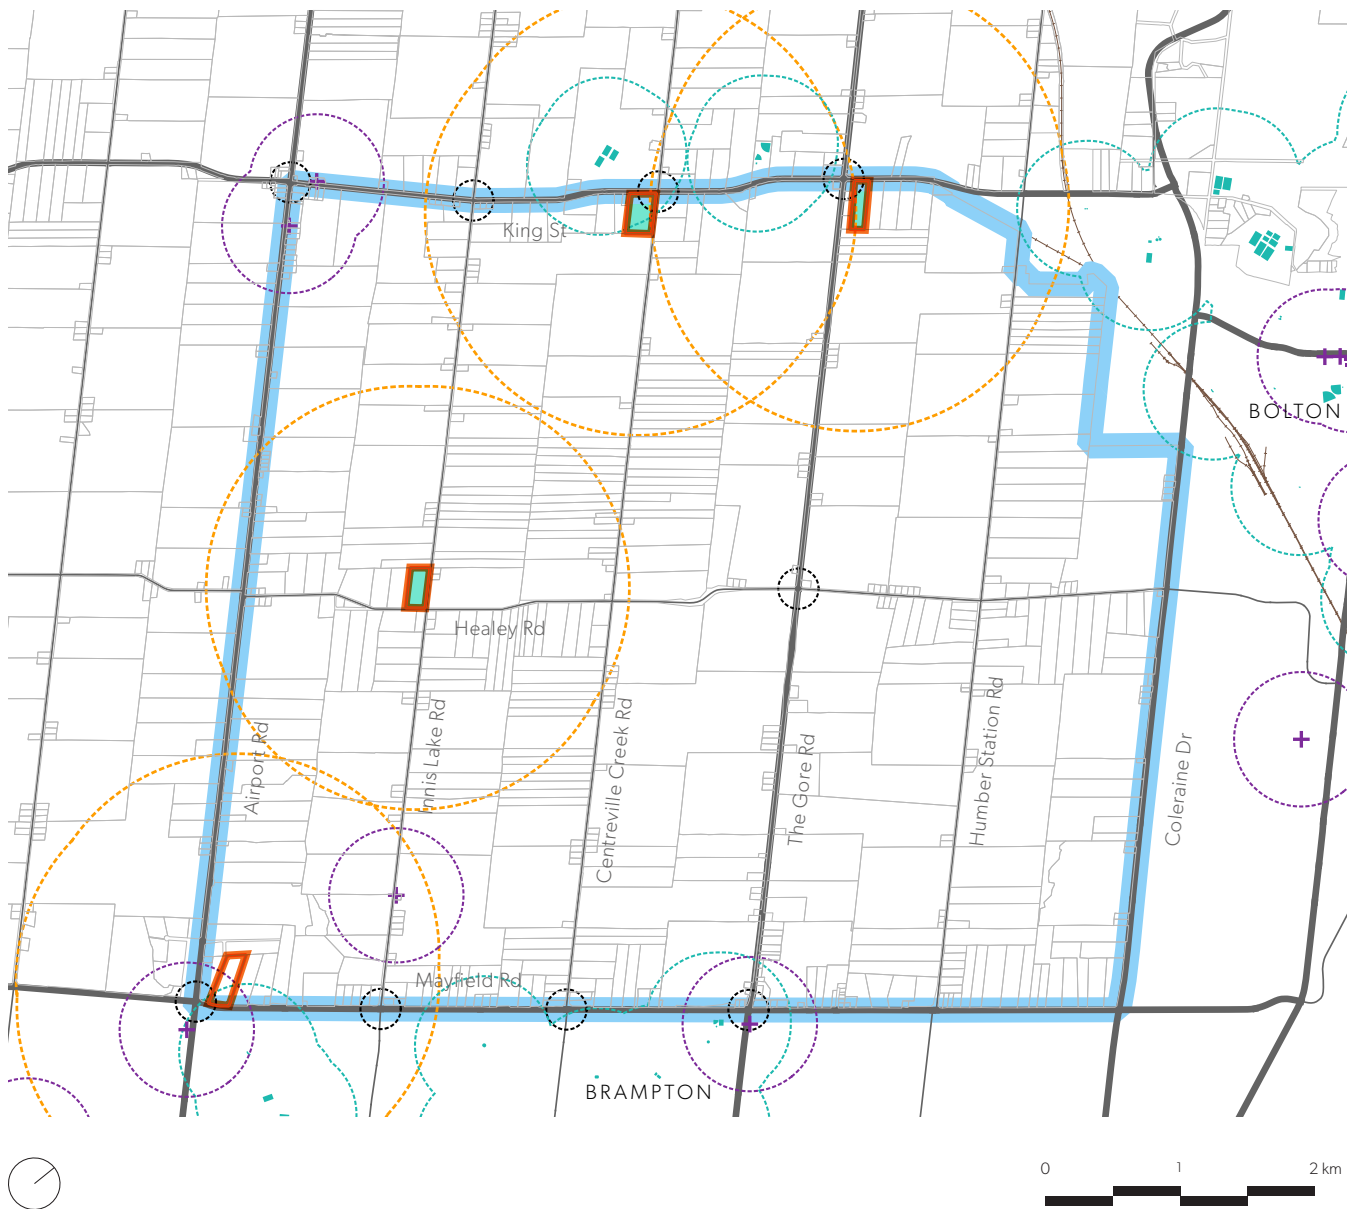 King St
BOLTON
Healey Rd
Airport Rd
Innis Lake Rd
Centreville Creek Rd
The Gore Rd
Humber Station Rd
Coleraine Dr
Mayfield Rd
BRAMPTON
0 1 2 km